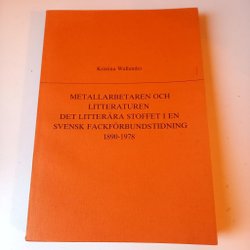 Kristina Wallander
METALLARBETAREN OCH
LITTERATUREN
DET LITTERÄRA STOFFET I EN
SVENSK FACKFÖRBUNDSTIDNING
1890-1978